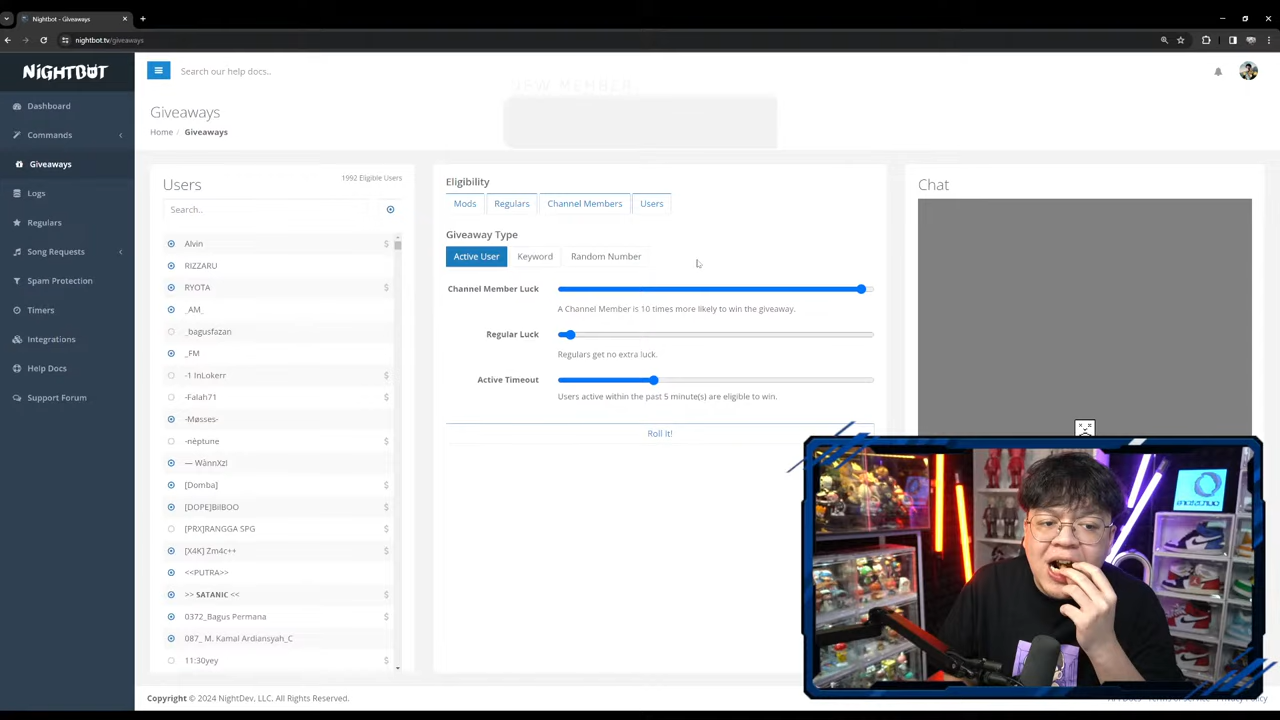 Nightbot - Giveaways
nightbot.tv/giveaways
NIGHTBOT
Search our help docs..
NEW MEMBER
Giveaways
Home / Giveaways
Dashboard
Commands
Giveaways
Logs
Regulars
Song Requests
Spam Protection
Timers
Integrations
Help Docs
Support Forum
Users
1992 Eligible Users
Search..
Alvin $
RIZZARU
RYOTA $
_AM_
_bagusfazan
_FM
-1 InLokerr $
-Falah71 $
-Møsses-
-nèptune $
— WànnXzï
[Domba] $
[DOPE]BilBOO $
[PRX]RANGGA SPG $
[X4K] Zm4c++ $
<<PUTRA>>
>> SATANIC << $
0372_Bagus Permana $
087_ M. Kamal Ardiansyah_C
11:30yey $
Eligibility
Mods Regulars Channel Members Users
Giveaway Type
Active User Keyword Random Number
Channel Member Luck
A Channel Member is 10 times more likely to win the giveaway.
Regular Luck
Regulars get no extra luck.
Active Timeout
Users active within the past 5 minute(s) are eligible to win.
Roll It!
Chat
Copyright © 2024 NightDev, LLC. All Rights Reserved.